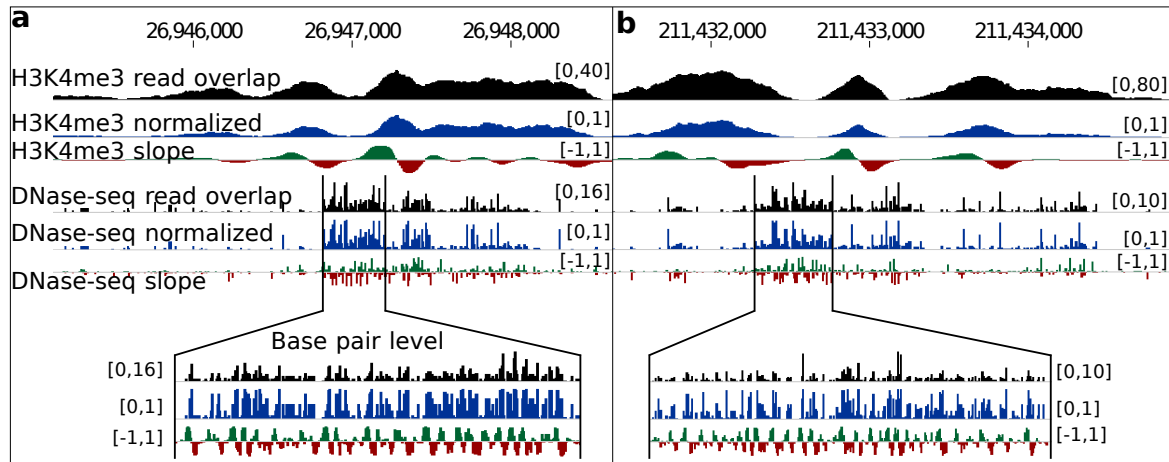 a
26,946,000 26,947,000 26,948,000
H3K4me3 read overlap [0,40]
H3K4me3 normalized [0,1]
H3K4me3 slope [-1,1]
DNase-seq read overlap [0,16]
DNase-seq normalized [0,1]
DNase-seq slope [-1,1]
Base pair level
[0,16]
[0,1]
[-1,1]
b
211,432,000 211,433,000 211,434,000
[0,80]
[0,1]
[-1,1]
[0,10]
[0,1]
[-1,1]
[0,10]
[0,1]
[-1,1]